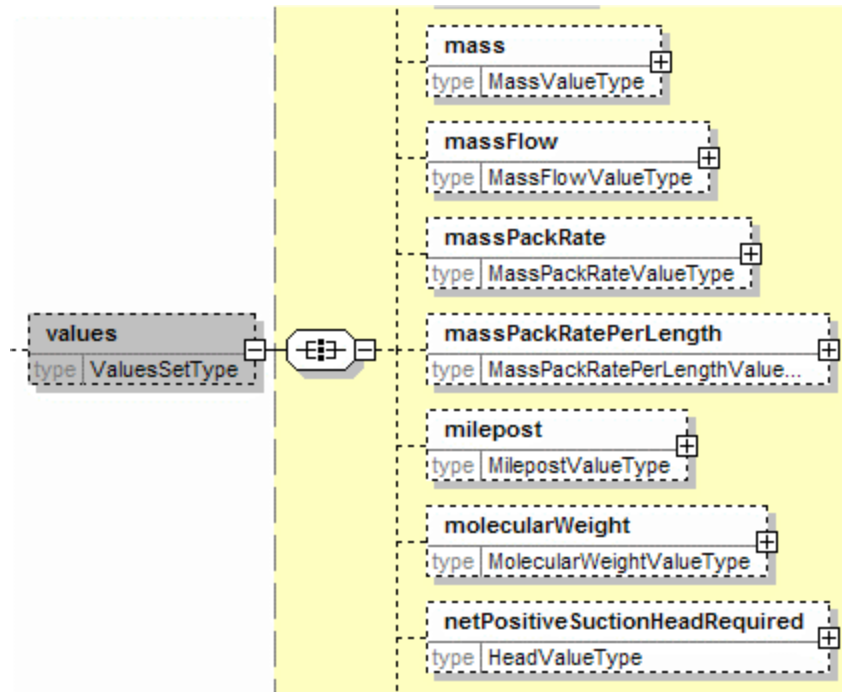 mass
type MassValueType
massFlow
type MassFlowValueType
massPackRate
type MassPackRateValueType
values
type ValuesSetType
massPackRatePerLength
type MassPackRatePerLengthValue...
milepost
type MilepostValueType
molecularWeight
type MolecularWeightValueType
netPositiveSuctionHeadRequired
type HeadValueType